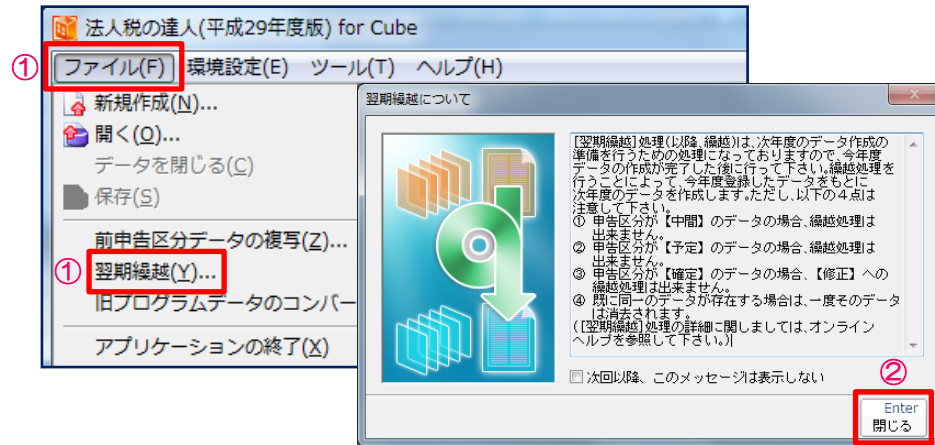 法人税の達人(平成29年度版) for Cube
①
ファイル(F) 環境設定(E) ツール(T) ヘルプ(H)
新規作成(N)...
開く(O)...
データを閉じる(C)
保存(S)
前申告区分データの複写(Z)...
①
翌期繰越(Y)...
旧プログラムデータのコンバー
アプリケーションの終了(X)
翌期繰越について
[翌期繰越]処理(以降、繰越)は、次年度のデータ作成の
準備を行うための処理になっておりますので、今年度
データの作成が完了した後に行って下さい。繰越処理を
行うことによって、今年度登録したデータをもとに
次年度のデータを作成します。ただし、以下の4点は
注意して下さい。
① 申告区分が【中間】のデータの場合、繰越処理は
出来ません。
② 申告区分が【予定】のデータの場合、繰越処理は
出来ません。
③ 申告区分が【確定】のデータの場合、【修正】への
繰越処理は出来ません。
④ 既に同一のデータが存在する場合は、一度そのデータ
は消去されます。
([翌期繰越]処理の詳細に関しましては、オンライン
ヘルプを参照して下さい。)
次回以降、このメッセージは表示しない
②
Enter
閉じる